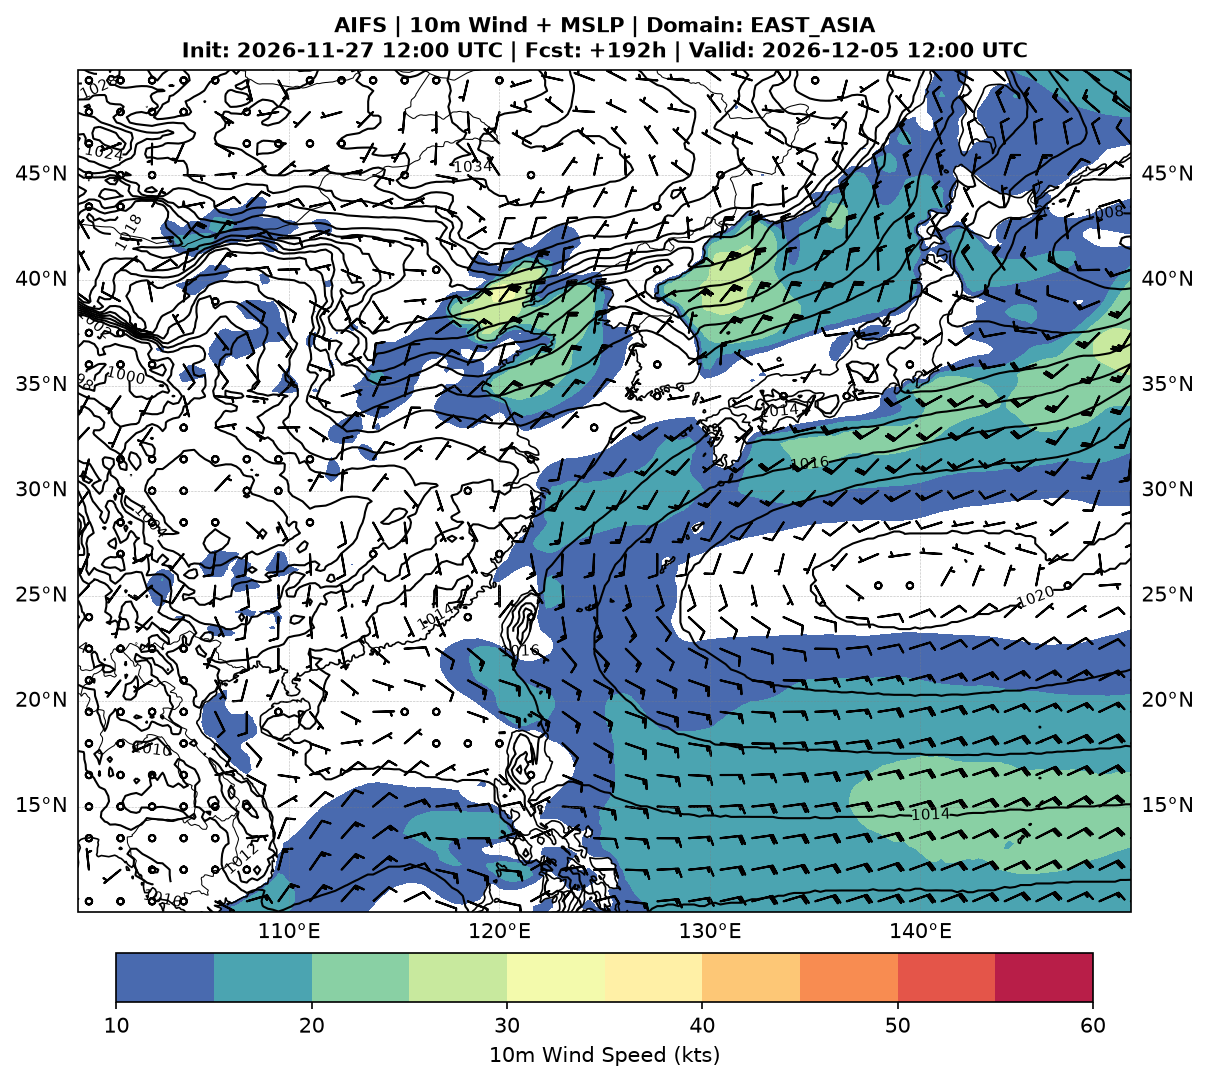 AIFS | 10m Wind + MSLP | Domain: EAST_ASIA
Init: 2026-11-27 12:00 UTC | Fcst: +192h | Valid: 2026-12-05 12:00 UTC
1024
1034
1018
1008
45°N 45°N
40°N 40°N
1000
35°N 35°N
1014
1016
30°N 30°N
25°N 25°N
1020
1014
1016
20°N 20°N
1010
15°N 15°N
1014
1012
1010
110°E 120°E 130°E 140°E
10 20 30 40 50 60
10m Wind Speed (kts)